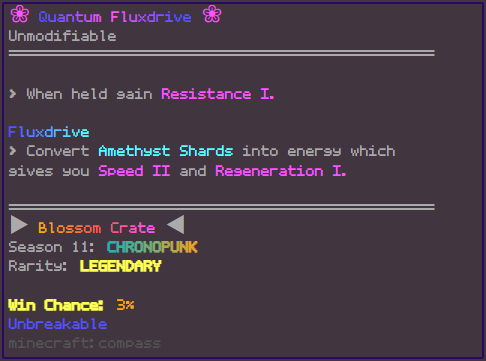 ❀ Quantum Fluxdrive ❀
Unmodifiable
> When held gain Resistance I.
Fluxdrive
> Convert Amethyst Shards into energy which
gives you Speed II and Regeneration I.
▶ Blossom Crate ◀
Season 11: CHRONOPUNK
Rarity: LEGENDARY
Win Chance: 3%
Unbreakable
minecraft:compass